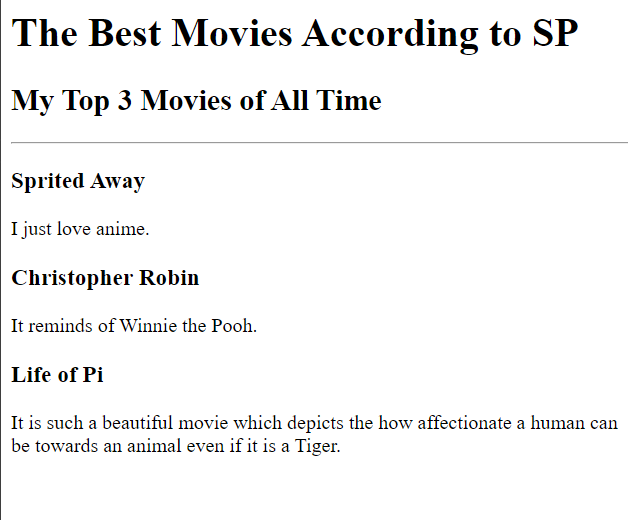 The Best Movies According to SP
My Top 3 Movies of All Time
Sprited Away
I just love anime.
Christopher Robin
It reminds of Winnie the Pooh.
Life of Pi
It is such a beautiful movie which depicts the how affectionate a human can
be towards an animal even if it is a Tiger.